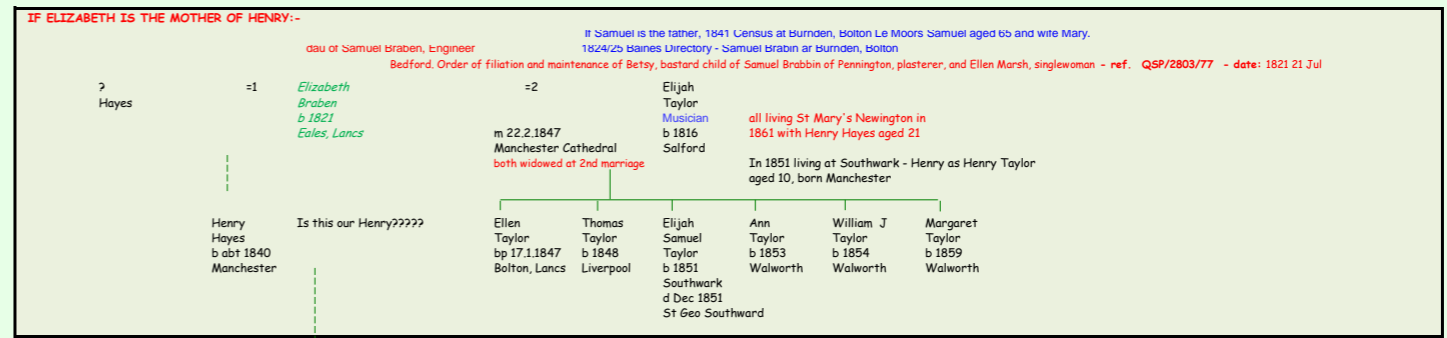 IF ELIZABETH IS THE MOTHER OF HENRY:-
If Samuel is the father, 1841 Census at Burnden, Bolton Le Moors Samuel aged 65 and wife Mary.
dau of Samuel Braben, Engineer
1824/25 Baines Directory - Samuel Brabin ar Burnden, Bolton
Bedford. Order of filiation and maintenance of Betsy, bastard child of Samuel Brabbin of Pennington, plasterer, and Ellen Marsh, singlewoman - ref. QSP/2803/77 - date: 1821 21 Jul
?
Hayes
=1
Elizabeth
Braben
b 1821
Eales, Lancs
=2
m 22.2.1847
Manchester Cathedral
both widowed at 2nd marriage
Elijah
Taylor
Musician
b 1816
Salford
all living St Mary's Newington in
1861 with Henry Hayes aged 21
In 1851 living at Southwark - Henry as Henry Taylor
aged 10, born Manchester
Henry
Hayes
b abt 1840
Manchester
Is this our Henry?????
Ellen
Taylor
bp 17.1.1847
Bolton, Lancs
Thomas
Taylor
b 1848
Liverpool
Elijah
Samuel
Taylor
b 1851
Southwark
d Dec 1851
St Geo Southward
Ann
Taylor
b 1853
Walworth
William J
Taylor
b 1854
Walworth
Margaret
Taylor
b 1859
Walworth